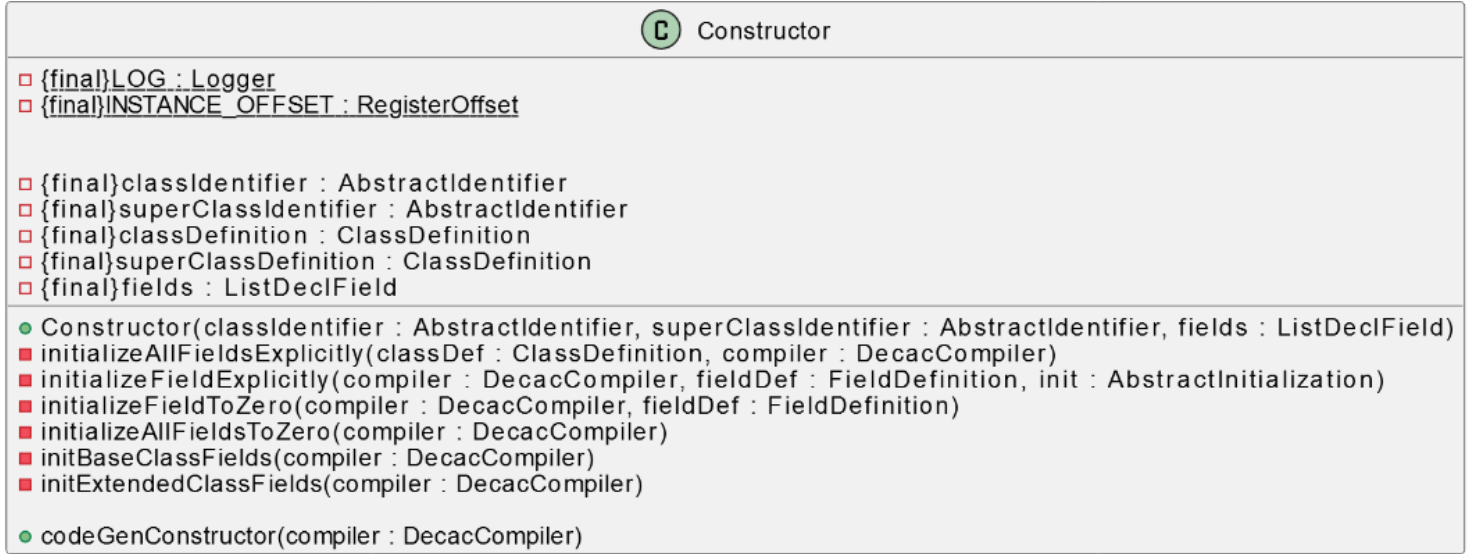 C Constructor
{final}LOG : Logger
{final}INSTANCE_OFFSET : RegisterOffset
{final}classIdentifier : AbstractIdentifier
{final}superClassIdentifier : AbstractIdentifier
{final}classDefinition : ClassDefinition
{final}superClassDefinition : ClassDefinition
{final}fields : ListDeclField
Constructor(classIdentifier : AbstractIdentifier, superClassIdentifier : AbstractIdentifier, fields : ListDeclField)
initializeAllFieldsExplicitly(classDef : ClassDefinition, compiler : DecacCompiler)
initializeFieldExplicitly(compiler : DecacCompiler, fieldDef : FieldDefinition, init : AbstractInitialization)
initializeFieldToZero(compiler : DecacCompiler, fieldDef : FieldDefinition)
initializeAllFieldsToZero(compiler : DecacCompiler)
initBaseClassFields(compiler : DecacCompiler)
initExtendedClassFields(compiler : DecacCompiler)
codeGenConstructor(compiler : DecacCompiler)